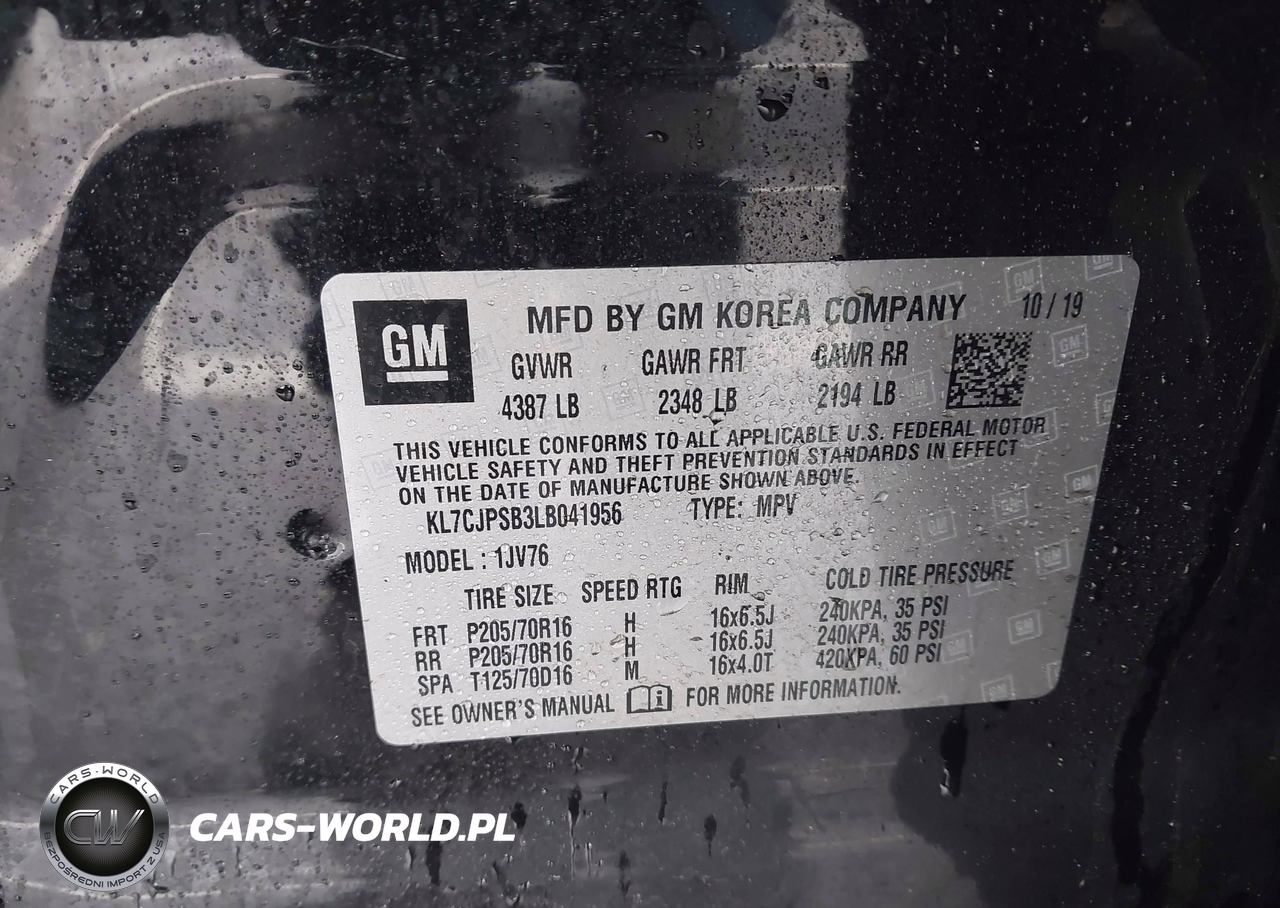 GM
MFD BY GM KOREA COMPANY 10 / 19
GVWR GAWR FRT GAWR RR
4387 LB 2348 LB 2194 LB
THIS VEHICLE CONFORMS TO ALL APPLICABLE U.S. FEDERAL MOTOR
VEHICLE SAFETY AND THEFT PREVENTION STANDARDS IN EFFECT
ON THE DATE OF MANUFACTURE SHOWN ABOVE.
KL7CJPSB3LB041956 TYPE: MPV
MODEL : 1JV76
TIRE SIZE SPEED RTG RIM COLD TIRE PRESSURE
FRT P205/70R16 H 16x6.5J 240KPA, 35 PSI
RR P205/70R16 H 16x6.5J 240KPA, 35 PSI
SPA T125/70D16 M 16x4.0T 420KPA, 60 PSI
SEE OWNER'S MANUAL i FOR MORE INFORMATION.
CARS-WORLD
CW
BEZPOŚREDNI IMPORT Z USA
CARS-WORLD.PL